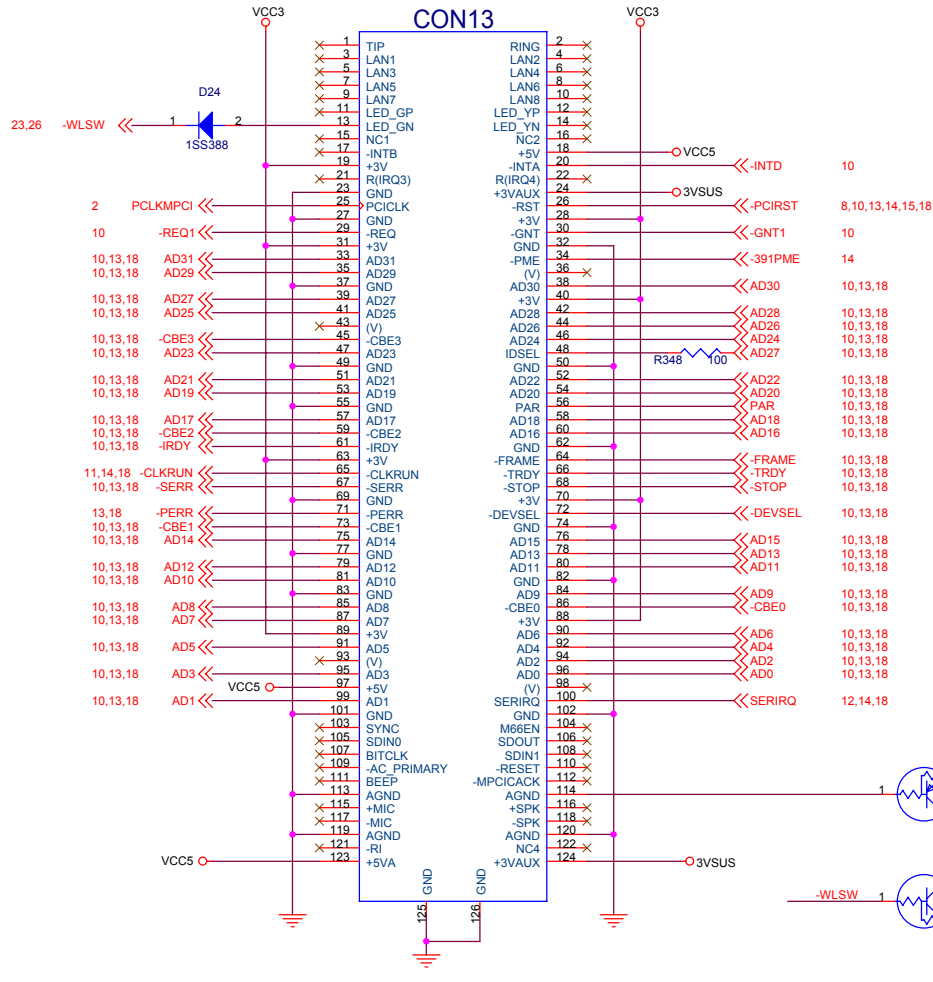 VCC3 CON13 VCC3
1 TIP RING 2
3 LAN1 LAN2 4
5 LAN3 LAN4 6
7 LAN5 LAN6 8
9 LAN7 LAN8 10
D24
11 LED_GP LED_YP 12
23,26 -WLSW 1 2 13 LED_GN LED_YN 14
1SS388
15 NC1 NC2 16
17 -INTB +5V 18 VCC5
19 +3V -INTA 20 -INTD 10
21 R(IRQ3) R(IRQ4) 22
23 GND +3VAUX 24 3VSUS
2 PCLKMPCI 25 PCICLK -RST 26 -PCIRST 8,10,13,14,15,18
27 GND +3V 28
10 -REQ1 29 -REQ -GNT 30 -GNT1 10
31 +3V GND 32
10,13,18 AD31 33 AD31 -PME 34 -391PME 14
10,13,18 AD29 35 AD29 (V) 36
37 GND AD30 38 AD30 10,13,18
10,13,18 AD27 39 AD27 +3V 40
10,13,18 AD25 41 AD25 AD28 42 AD28 10,13,18
43 (V) AD26 44 AD26 10,13,18
10,13,18 -CBE3 45 -CBE3 AD24 46 AD24 10,13,18
10,13,18 AD23 47 AD23 IDSEL 48 R348 100 AD27 10,13,18
49 GND GND 50
10,13,18 AD21 51 AD21 AD22 52 AD22 10,13,18
10,13,18 AD19 53 AD19 AD20 54 AD20 10,13,18
55 GND PAR 56 PAR 10,13,18
10,13,18 AD17 57 AD17 AD18 58 AD18 10,13,18
10,13,18 -CBE2 59 -CBE2 AD16 60 AD16 10,13,18
10,13,18 -IRDY 61 -IRDY GND 62
63 +3V -FRAME 64 -FRAME 10,13,18
11,14,18 -CLKRUN 65 -CLKRUN -TRDY 66 -TRDY 10,13,18
10,13,18 -SERR 67 -SERR -STOP 68 -STOP 10,13,18
69 GND +3V 70
13,18 -PERR 71 -PERR -DEVSEL 72 -DEVSEL 10,13,18
10,13,18 -CBE1 73 -CBE1 GND 74
10,13,18 AD14 75 AD14 AD15 76 AD15 10,13,18
77 GND AD13 78 AD13 10,13,18
10,13,18 AD12 79 AD12 AD11 80 AD11 10,13,18
10,13,18 AD10 81 AD10 GND 82
83 GND AD9 84 AD9 10,13,18
10,13,18 AD8 85 AD8 -CBE0 86 -CBE0 10,13,18
10,13,18 AD7 87 AD7 +3V 88
89 +3V AD6 90 AD6 10,13,18
10,13,18 AD5 91 AD5 AD4 92 AD4 10,13,18
93 (V) AD2 94 AD2 10,13,18
10,13,18 AD3 95 AD3 AD0 96 AD0 10,13,18
VCC5 97 +5V (V) 98
10,13,18 AD1 99 AD1 SERIRQ 100 SERIRQ 12,14,18
101 GND GND 102
103 SYNC M66EN 104
105 SDIN0 SDOUT 106
107 BITCLK SDIN1 108
109 -AC_PRIMARY -RESET 110
111 BEEP -MPCICACK 112
113 AGND AGND 114 1
115 +MIC +SPK 116
117 -MIC -SPK 118
119 AGND AGND 120
121 -RI NC4 122
VCC5 123 +5VA +3VAUX 124 3VSUS
GND GND
-WLSW 1
125 126